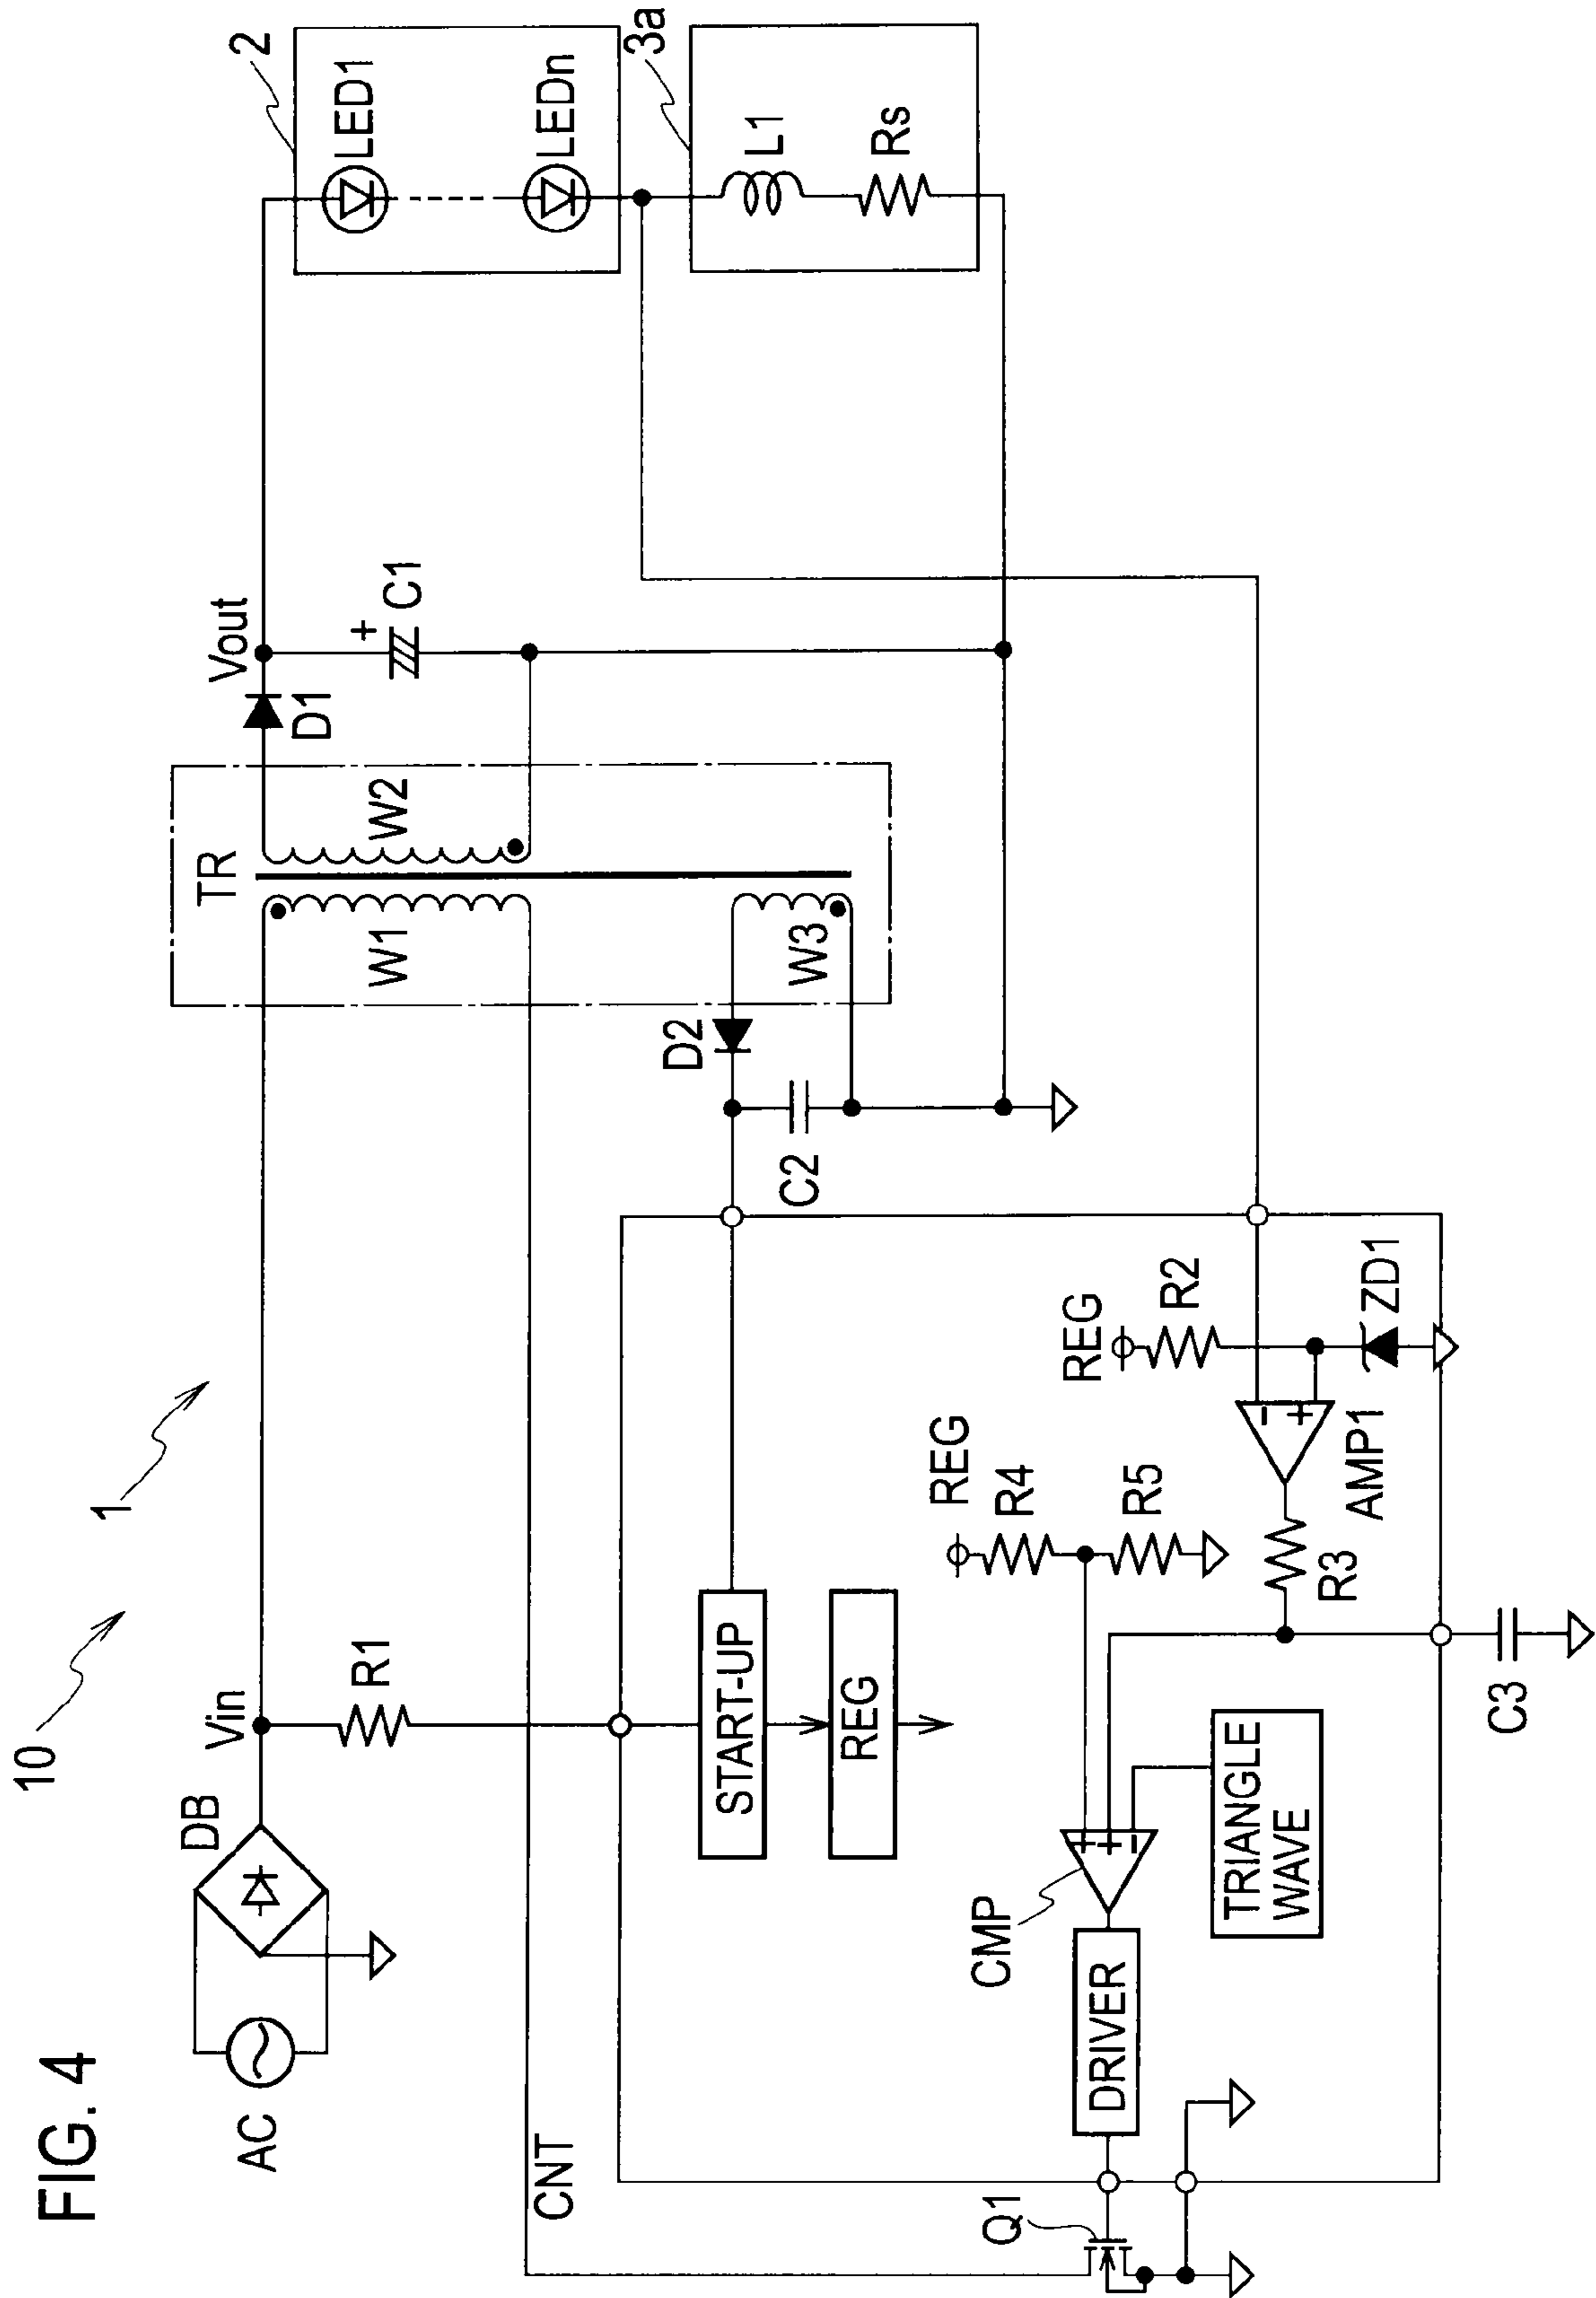 FIG. 4
10
1
AC
DB
Vin
R1
TR
W1
W2
W3
D1
Vout
+
C1
2
LED1
LEDn
3a
L1
Rs
D2
C2
CNT
START-UP
REG
REG
R4
R5
REG
R2
ZD1
-
+
AMP1
R3
C3
+
+
-
CMP
TRIANGLE
WAVE
DRIVER
Q1